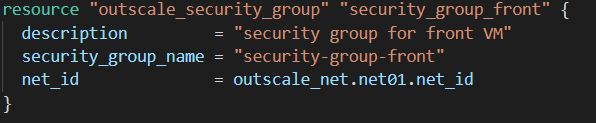 resource "outscale_security_group" "security_group_front" {
  description         = "security group for front VM"
  security_group_name = "security-group-front"
  net_id              = outscale_net.net01.net_id
}